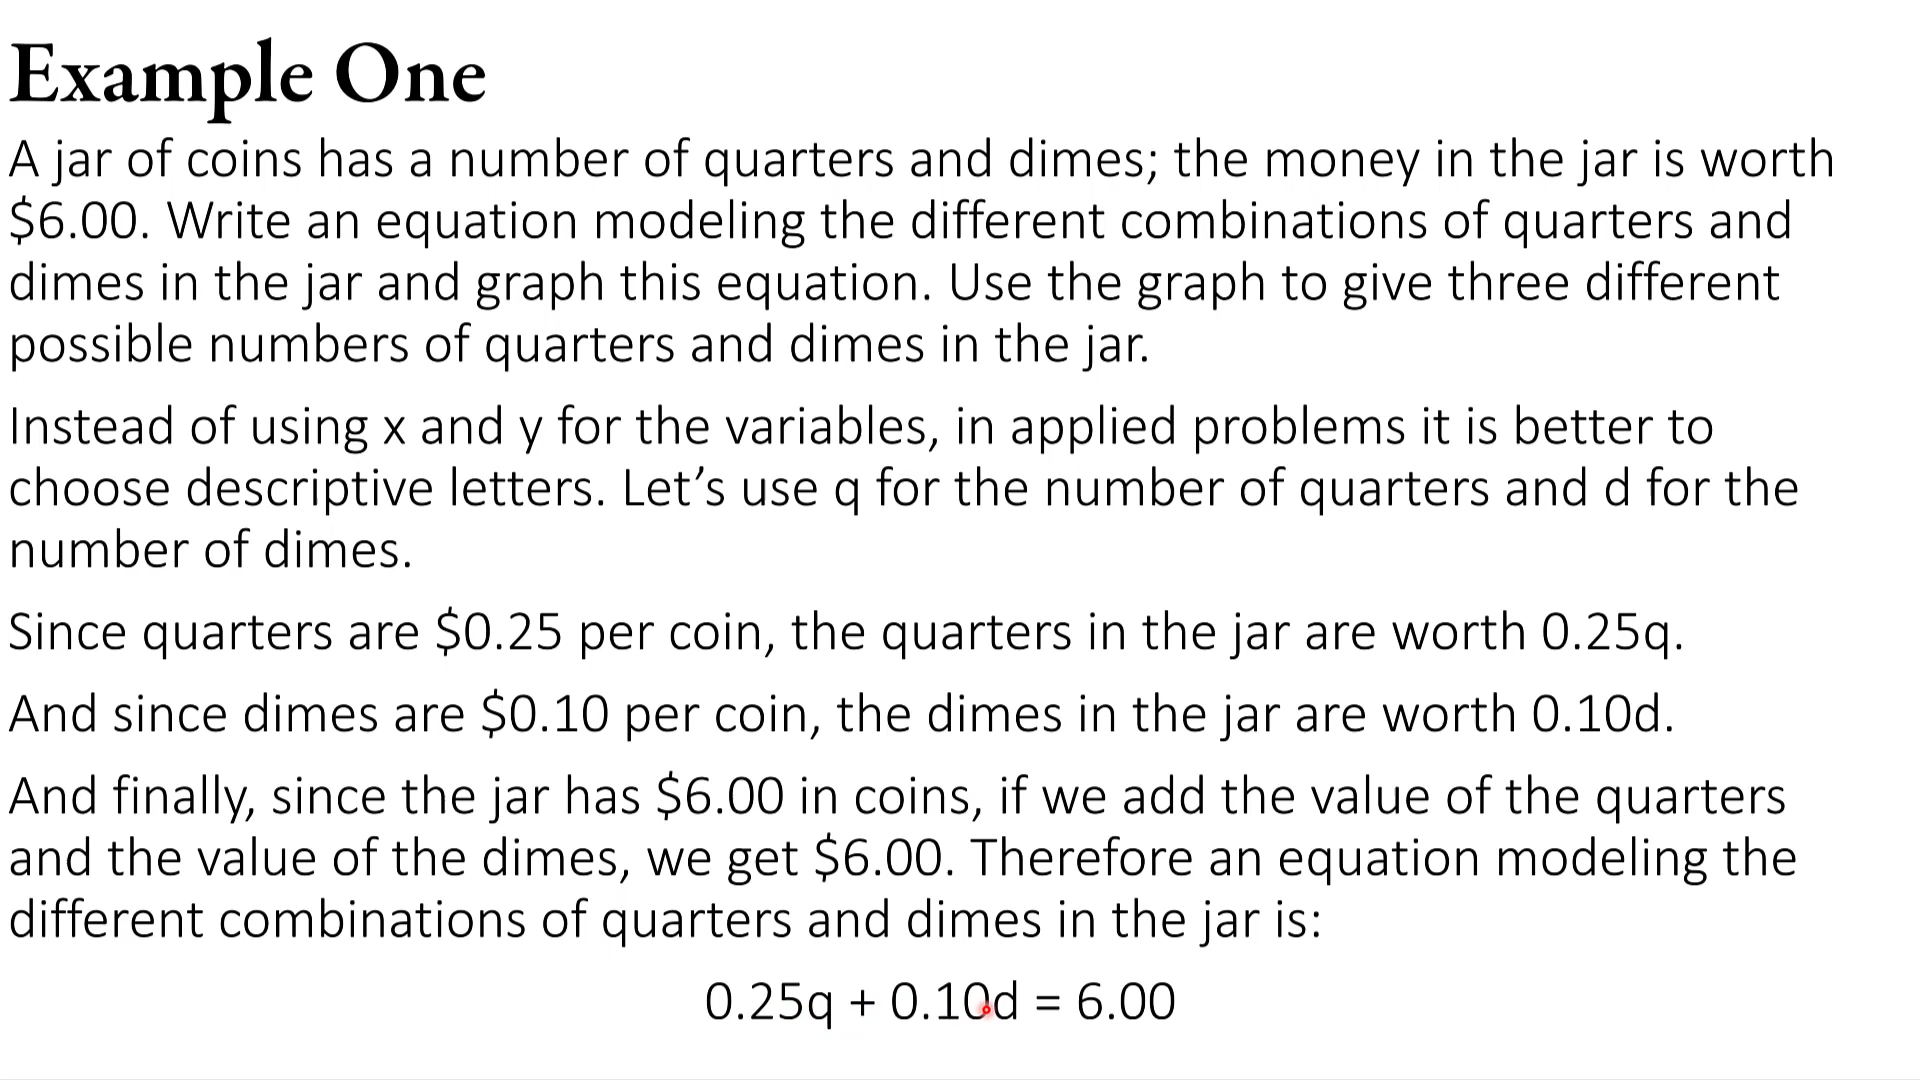 Example One
A jar of coins has a number of quarters and dimes; the money in the jar is worth
$6.00. Write an equation modeling the different combinations of quarters and
dimes in the jar and graph this equation. Use the graph to give three different
possible numbers of quarters and dimes in the jar.
Instead of using x and y for the variables, in applied problems it is better to
choose descriptive letters. Let’s use q for the number of quarters and d for the
number of dimes.
Since quarters are $0.25 per coin, the quarters in the jar are worth 0.25q.
And since dimes are $0.10 per coin, the dimes in the jar are worth 0.10d.
And finally, since the jar has $6.00 in coins, if we add the value of the quarters
and the value of the dimes, we get $6.00. Therefore an equation modeling the
different combinations of quarters and dimes in the jar is:
0.25q + 0.10d = 6.00